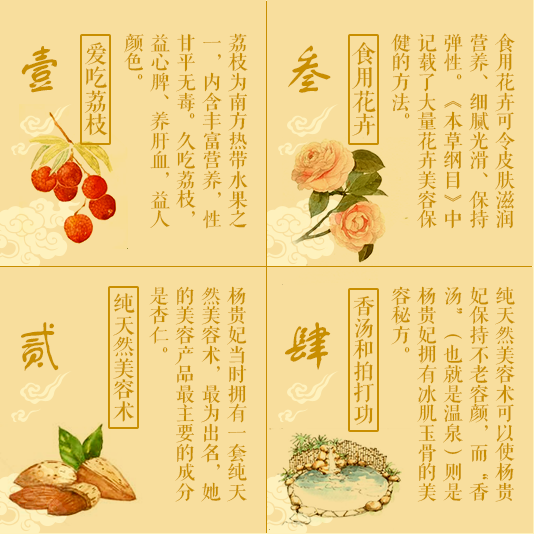 壹
爱吃荔枝
荔枝为南方热带水果之
一，内含丰富营养，性
甘平无毒。久吃荔枝，
益心脾、养肝血，益人
颜色。
贰
纯天然美容术
杨贵妃当时拥有一套纯天
然美容术，最为出名，她
的美容产品最主要的成分
是杏仁。
叁
食用花卉
食用花卉可令皮肤滋润
营养、细腻光滑、保持
弹性。《本草纲目》中
记载了大量花卉美容保
健的方法。
肆
香汤和拍打功
纯天然美容术可以使杨贵
妃保持不老容颜，而“香
汤”（也就是温泉）则是
杨贵妃拥有冰肌玉骨的美
容秘方。